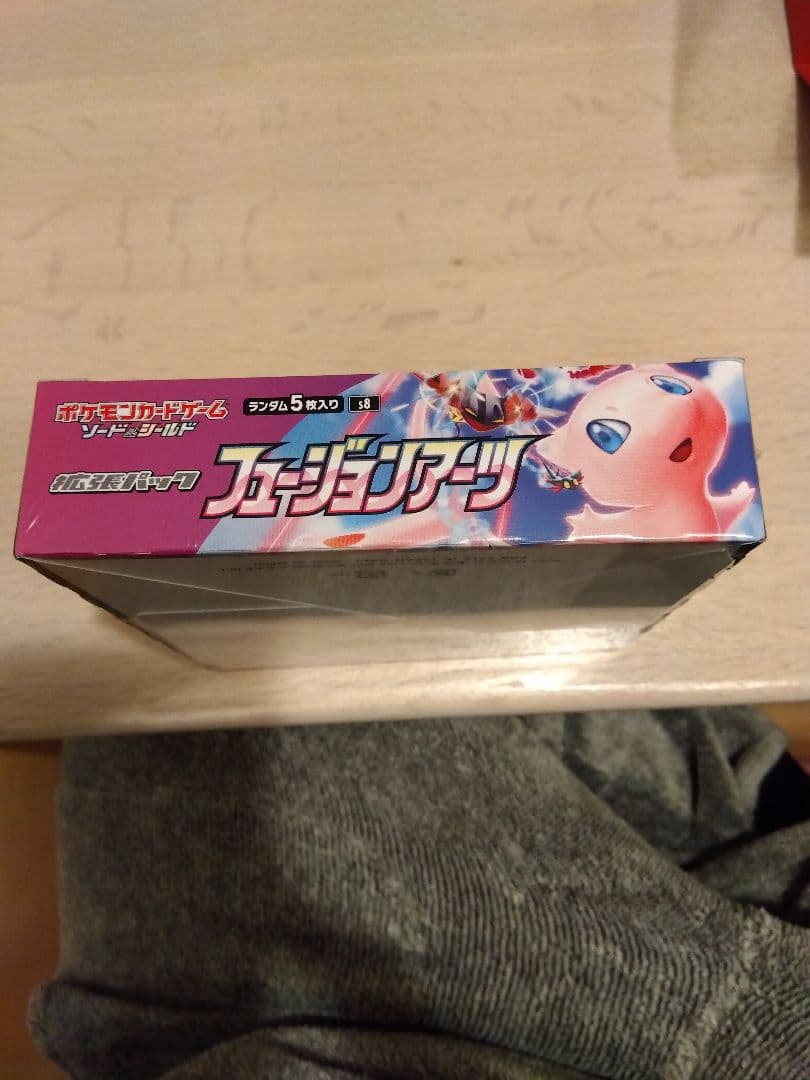 ポケモンカードゲーム
ソード&シールド
ランダム5枚入り
S8
拡張パック
フュージョンアーツ